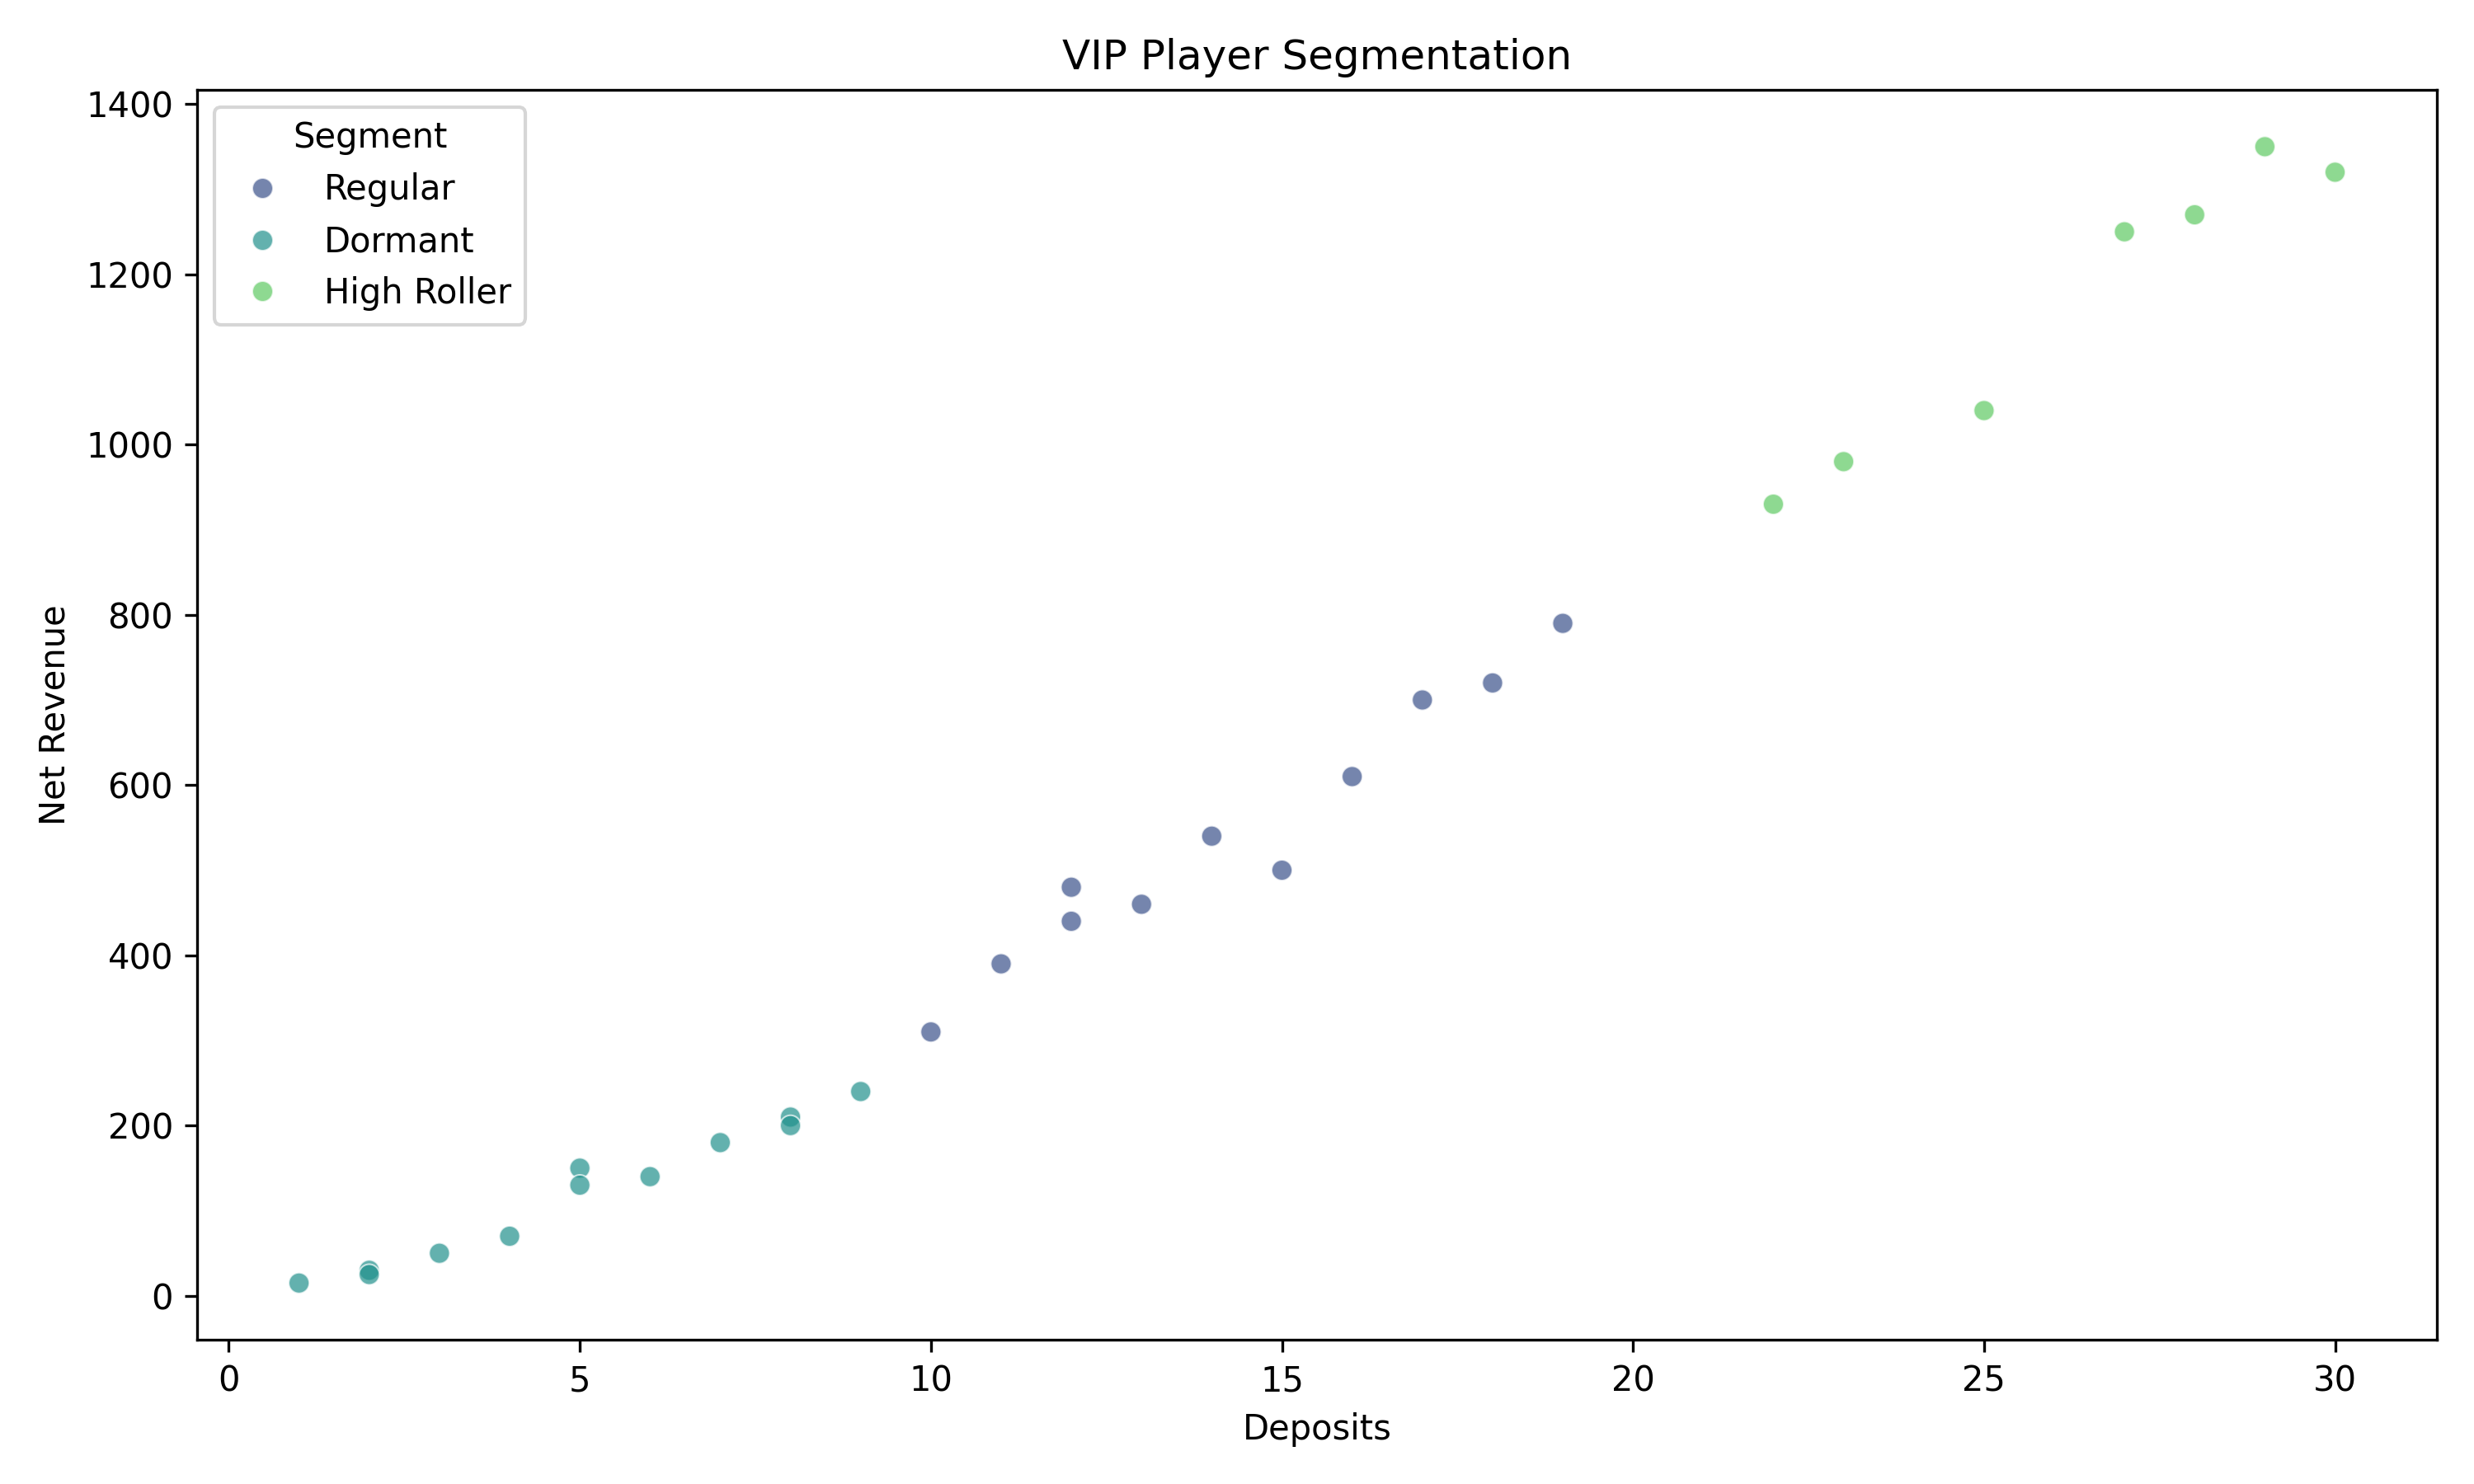 VIP Player Segmentation
Segment
Regular
Dormant
High Roller
Net Revenue
1400
1200
1000
800
600
400
200
0
0 5 10 15 20 25 30
Deposits